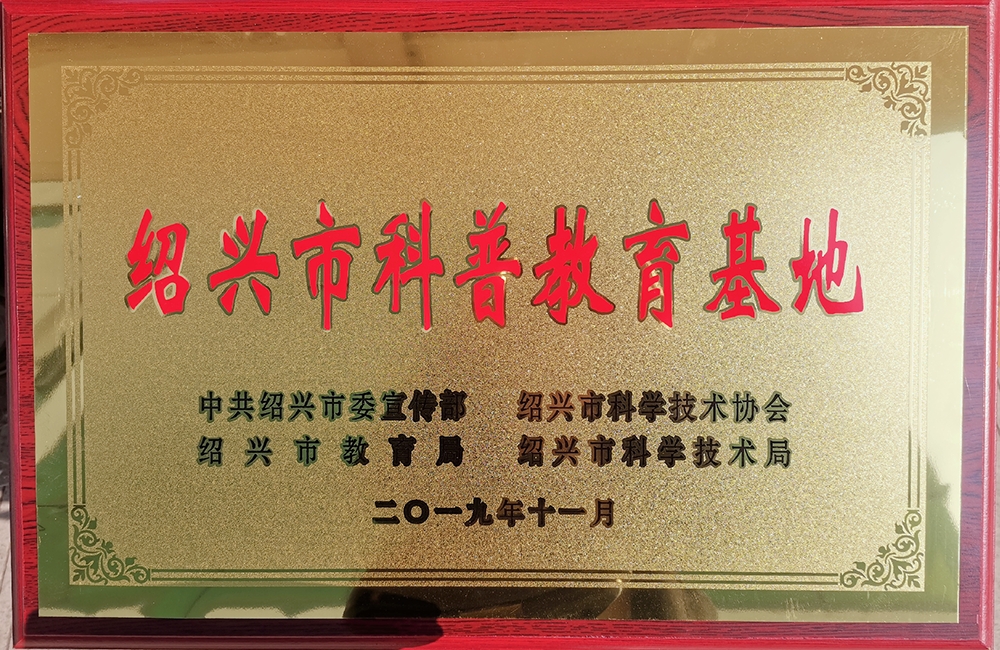 绍兴市科普教育基地
中共绍兴市委宣传部 绍兴市科学技术协会
绍兴市教育局 绍兴市科学技术局
二〇一九年十一月